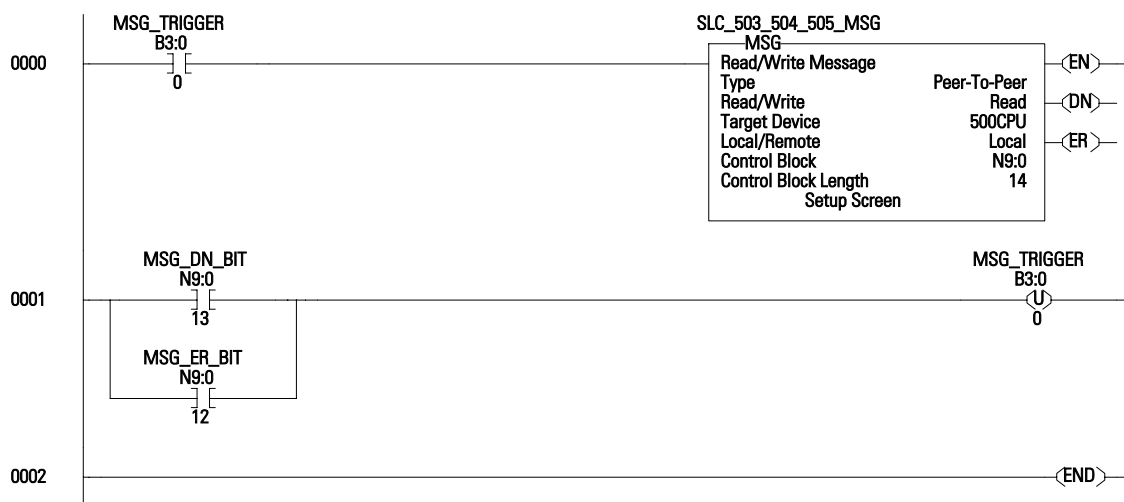 MSG_TRIGGER
B3:0
0000
0
SLC_503_504_505_MSG
MSG
Read/Write Message
Type Peer-To-Peer
Read/Write Read
Target Device 500CPU
Local/Remote Local
Control Block N9:0
Control Block Length 14
Setup Screen
EN
DN
ER
MSG_DN_BIT
N9:0
0001
13
MSG_ER_BIT
N9:0
12
MSG_TRIGGER
B3:0
U
0
0002
END